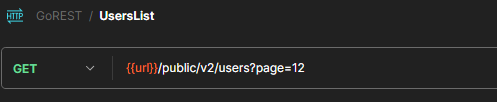 HTTP GoREST / UsersList
GET {{url}}/public/v2/users?page=12